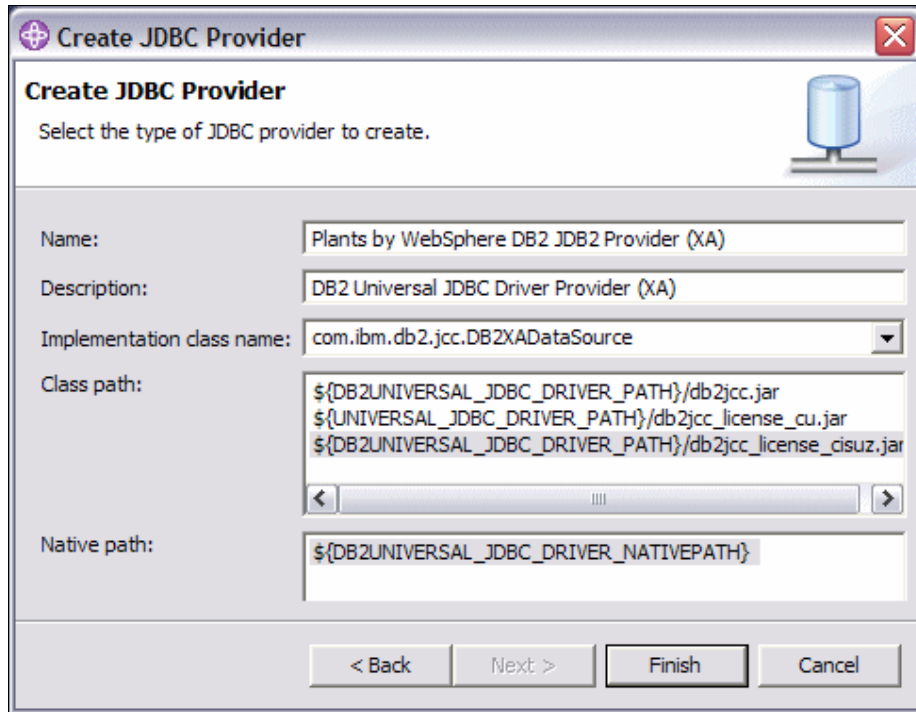 Create JDBC Provider
Create JDBC Provider
Select the type of JDBC provider to create.
Name: Plants by WebSphere DB2 JDB2 Provider (XA)
Description: DB2 Universal JDBC Driver Provider (XA)
Implementation class name: com.ibm.db2.jcc.DB2XADataSource
Class path: ${DB2UNIVERSAL_JDBC_DRIVER_PATH}/db2jcc.jar
${UNIVERSAL_JDBC_DRIVER_PATH}/db2jcc_license_cu.jar
${DB2UNIVERSAL_JDBC_DRIVER_PATH}/db2jcc_license_cisuz.jar
Native path: ${DB2UNIVERSAL_JDBC_DRIVER_NATIVEPATH}
< Back Next > Finish Cancel